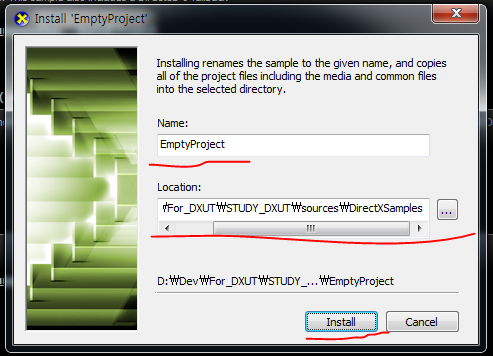 Install 'EmptyProject'
Installing renames the sample to the given name, and copies
all of the project files including the media and common files
into the selected directory.
Name:
EmptyProject
Location:
₩For_DXUT₩STUDY_DXUT₩sources₩DirectXSamples
...
D:₩Dev₩For_DXUT₩STUDY_...₩EmptyProject
Install
Cancel